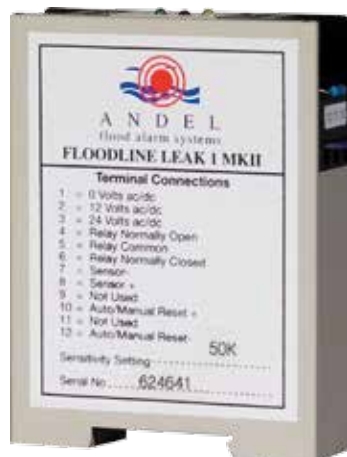 A N D E L
flood alarm systems
FLOODLINE LEAK 1 MKII
Terminal Connections
1 = 0 Volts ac/dc
2 = 12 Volts ac/dc
3 = 24 Volts ac/dc
4 = Relay Normally Open
5 = Relay Common
6 = Relay Normally Closed
7 = Sensor-
8 = Sensor +
9 = Not Used
10 = Auto/Manual Reset +
11 = Not Used
12 = Auto/Manual Reset-
50K
Sensitivity Setting
Serial No. 624641